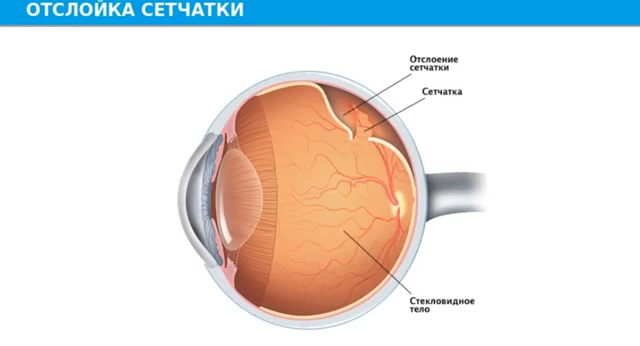 ОТСЛОЙКА СЕТЧАТКИ
Отслоение
сетчатки
Сетчатка
Стекловидное
тело